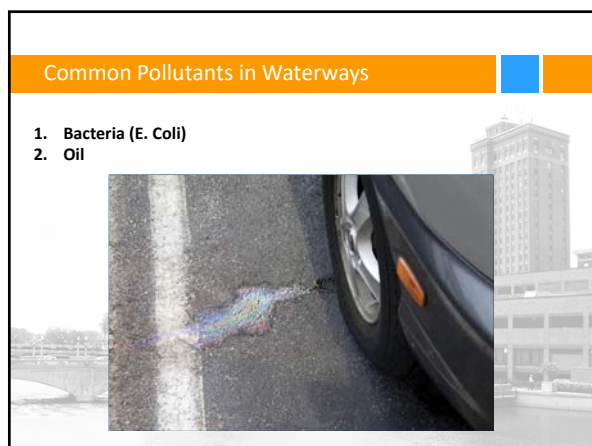 Common Pollutants in Waterways
1. Bacteria (E. Coli)
2. Oil